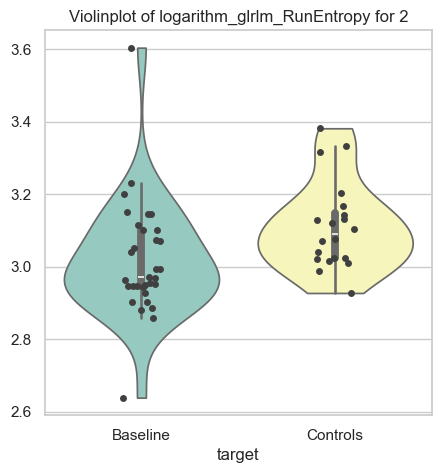 Violinplot of logarithm_glrlm_RunEntropy for 2
3.6
3.4
3.2
3.0
2.8
2.6
Baseline
Controls
target